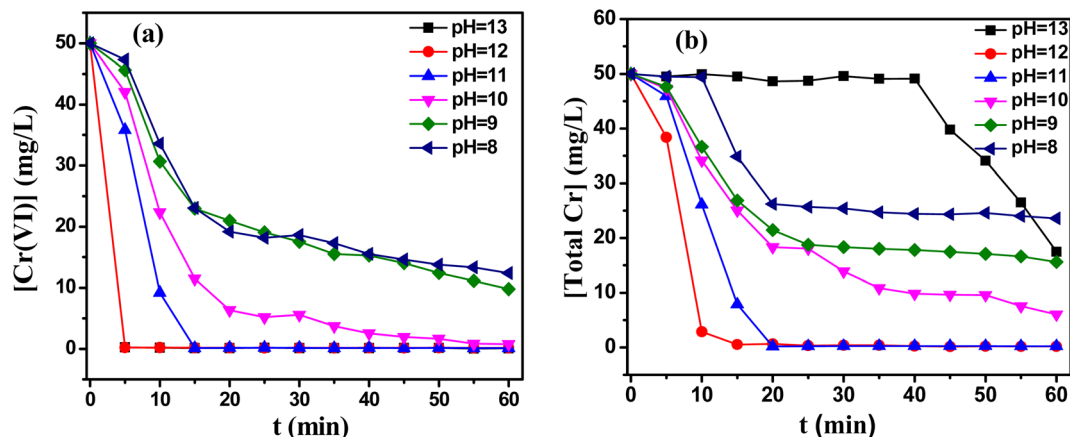 (a)
pH=13
pH=12
pH=11
pH=10
pH=9
pH=8
[Cr(VI)] (mg/L)
50
40
30
20
10
0
0 10 20 30 40 50 60
t (min)
(b)
pH=13
pH=12
pH=11
pH=10
pH=9
pH=8
[Total Cr] (mg/L)
60
50
40
30
20
10
0
0 10 20 30 40 50 60
t (min)